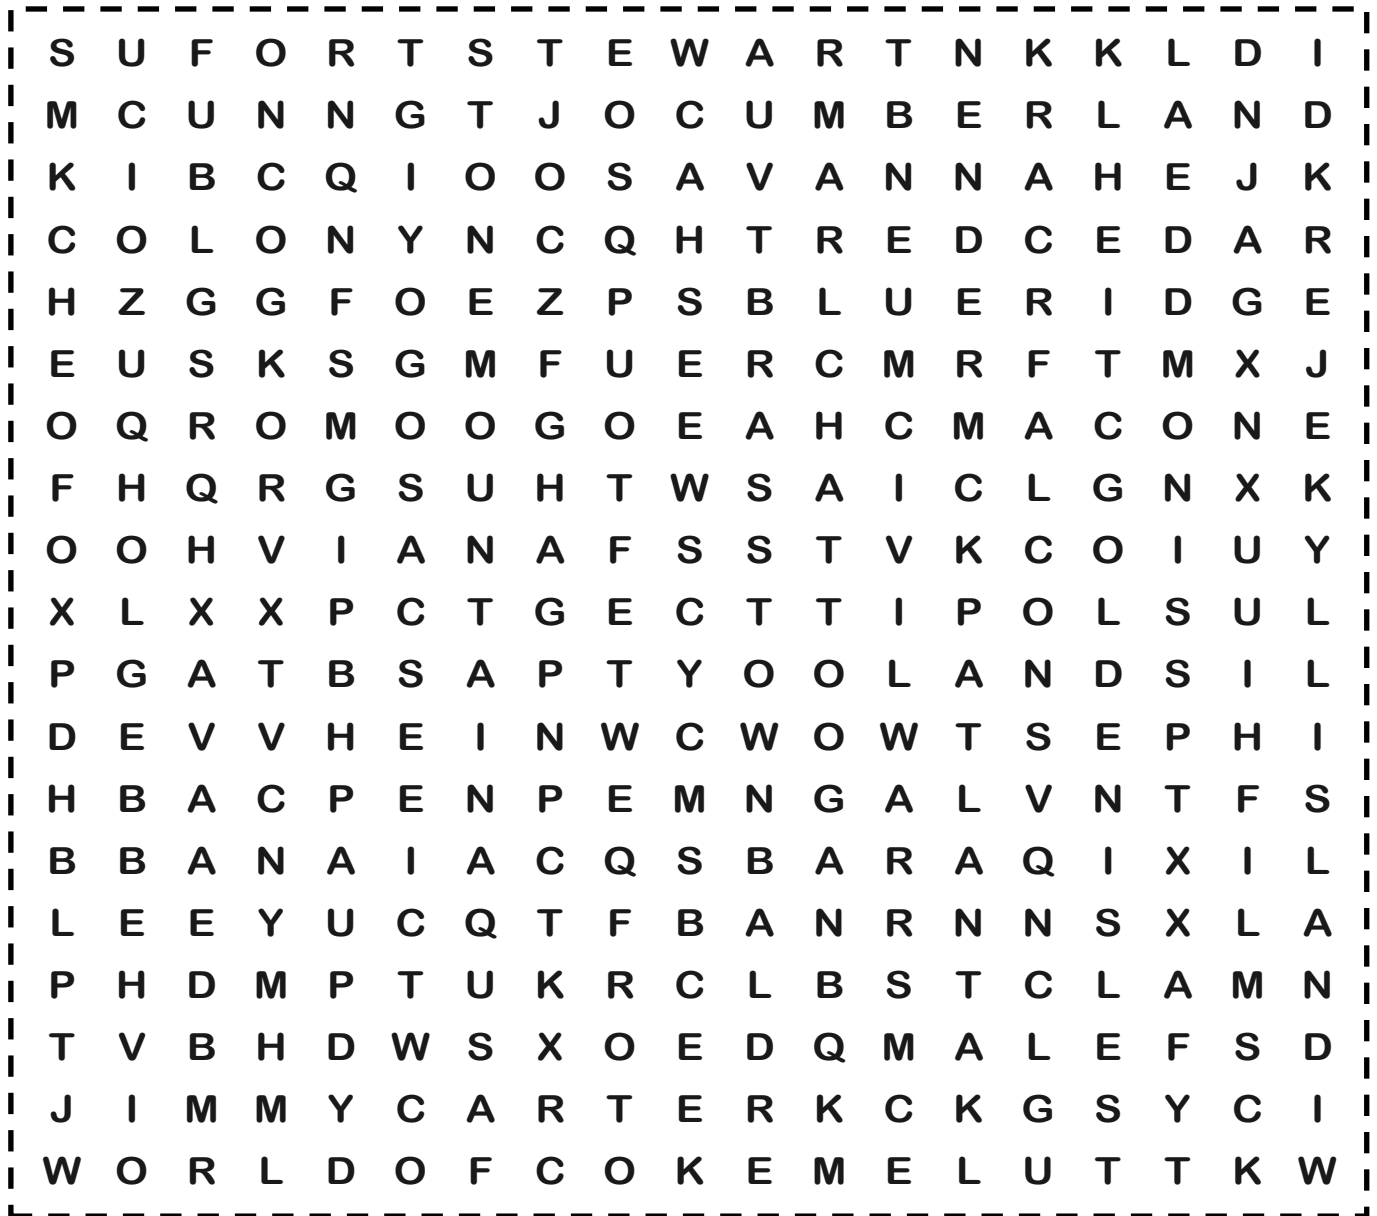 S U F O R T S T E W A R T N K K L D I
M C U N N G T J O C U M B E R L A N D
K I B C Q I O O S A V A N N A H E J K
C O L O N Y N C Q H T R E D C E D A R
H Z G G F O E Z P S B L U E R I D G E
E U S K S G M F U E R C M R F T M X J
O Q R O M O O G O E A H C M A C O N E
F H Q R G S U H T W S A I C L G N X K
O O H V I A N A F S S T V K C O I U Y
X L X X P C T G E C T T I P O L S U L
P G A T B S A P T Y O O L A N D S I L
D E V V H E I N W C W O W T S E P H I
H B A C P E N P E M N G A L V N T F S
B B A N A I A C Q S B A R A Q I X I L
L E E Y U C Q T F B A N R N N S X L A
P H D M P T U K R C L B S T C L A M N
T V B H D W S X O E D Q M A L E F S D
J I M M Y C A R T E R K C K G S Y C I
W O R L D O F C O K E M E L U T T K W